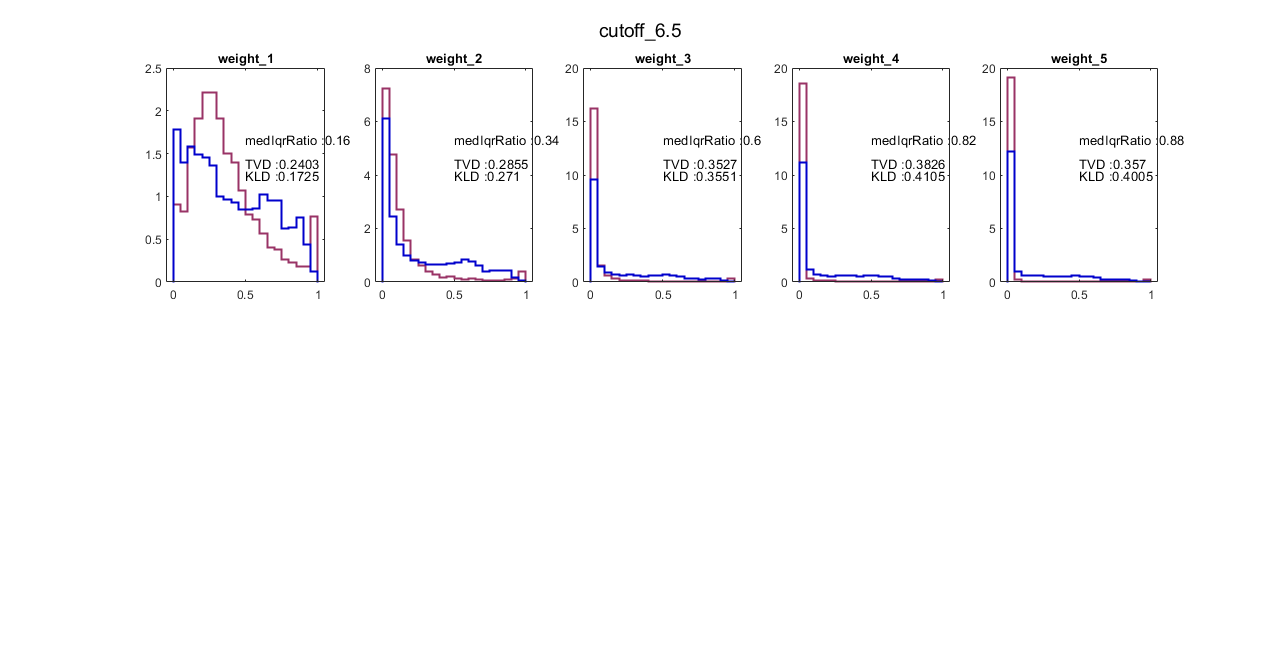 cutoff_6.5
weight_1
2.5
2
1.5
1
0.5
0
0
0.5
1
medIqrRatio :0.16
TVD :0.2403
KLD :0.1725
weight_2
8
6
4
2
0
0
0.5
1
medIqrRatio :0.34
TVD :0.2855
KLD :0.271
weight_3
20
15
10
5
0
0
0.5
1
medIqrRatio :0.6
TVD :0.3527
KLD :0.3551
weight_4
20
15
10
5
0
0
0.5
1
medIqrRatio :0.82
TVD :0.3826
KLD :0.4105
weight_5
20
15
10
5
0
0
0.5
1
medIqrRatio :0.88
TVD :0.357
KLD :0.4005